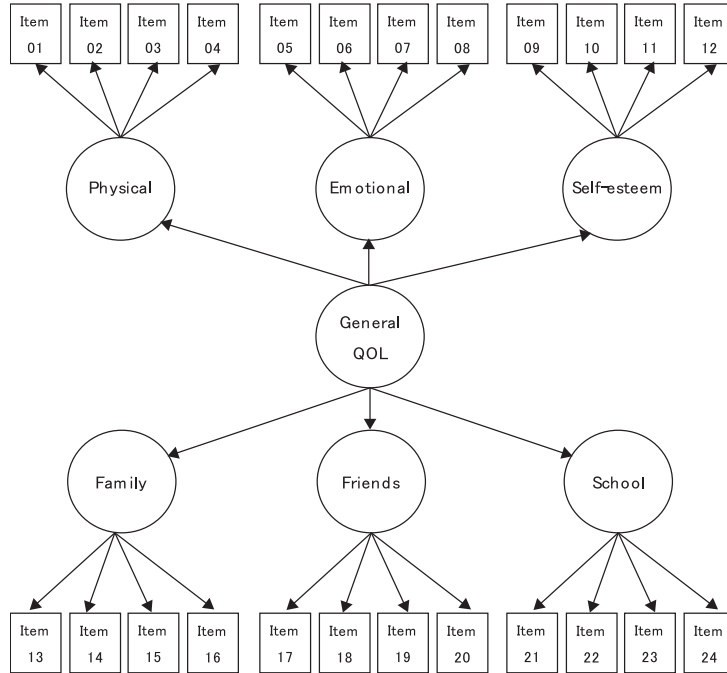 Item
01
Item
02
Item
03
Item
04
Item
05
Item
06
Item
07
Item
08
Item
09
Item
10
Item
11
Item
12
Physical
Emotional
Self-esteem
General
QOL
Family
Friends
School
Item
13
Item
14
Item
15
Item
16
Item
17
Item
18
Item
19
Item
20
Item
21
Item
22
Item
23
Item
24